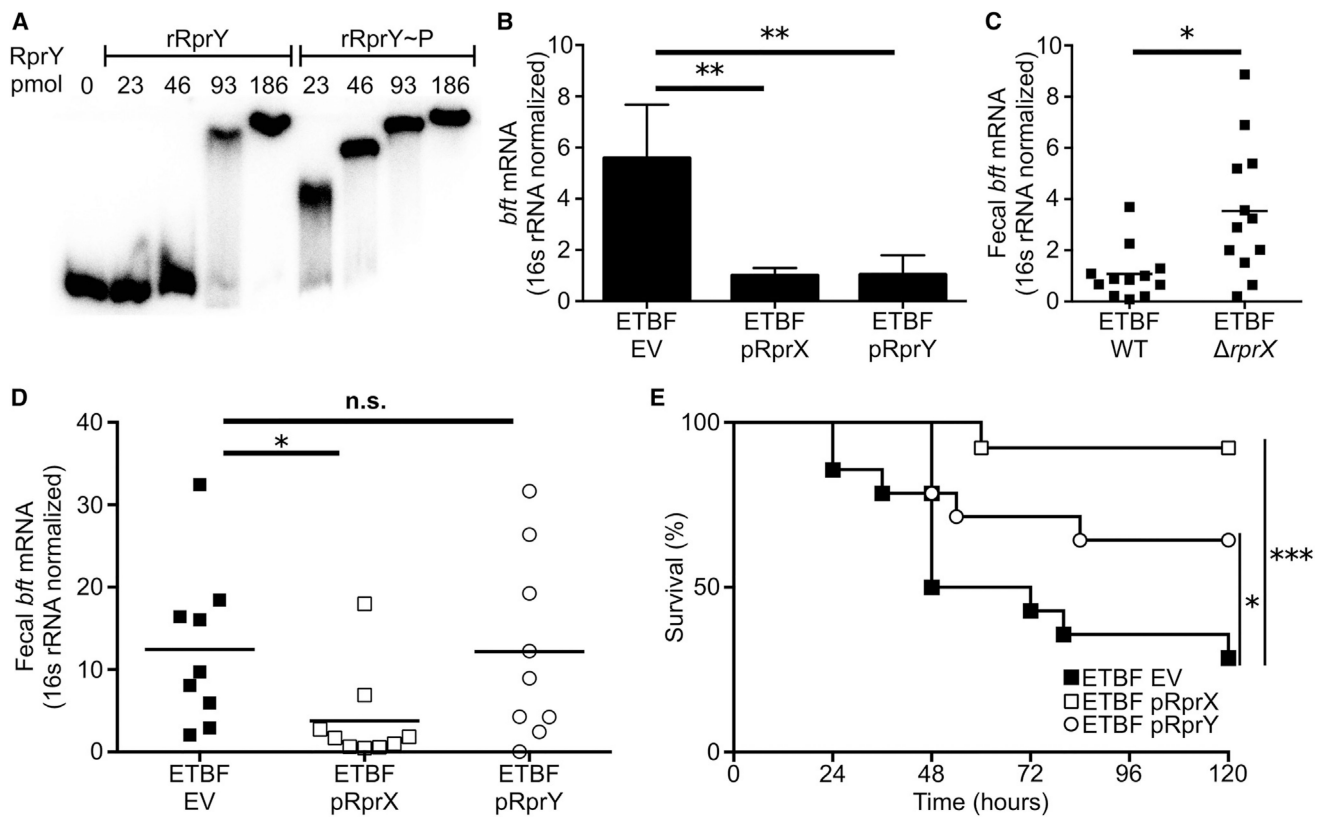 A
rRprY rRprY~P
RprY
pmol 0 23 46 93 186 23 46 93 186
B
bft mRNA
(16s rRNA normalized)
10
8
6
4
2
0
**
**
ETBF EV
ETBF pRprX
ETBF pRprY
C
Fecal bft mRNA
(16s rRNA normalized)
10
8
6
4
2
0
*
ETBF WT
ETBF ΔrprX
D
Fecal bft mRNA
(16s rRNA normalized)
40
30
20
10
0
n.s.
*
ETBF EV
ETBF pRprX
ETBF pRprY
E
Survival (%)
100
50
0
0 24 48 72 96 120
Time (hours)
ETBF EV
ETBF pRprX
ETBF pRprY
*
***